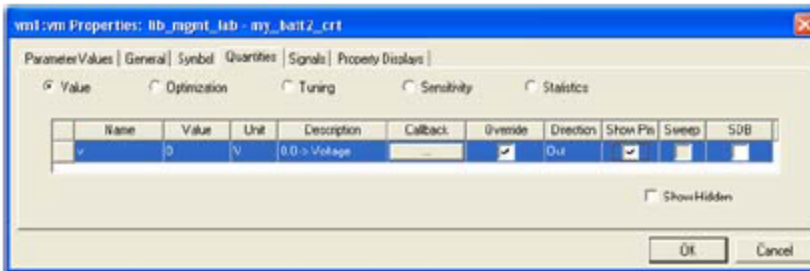 vm1:vm Properties: lib_mgmt_lab - my_batt2_crt
Parameter Values General Symbol Quantities Signals Property Displays
Value Optimization Tuning Sensitivity Statistics
Name Value Unit Description Callback Override Direction Show Pin Sweep SDB
v 0 V 0.0-> Voltage ... Out
Show Hidden
OK Cancel